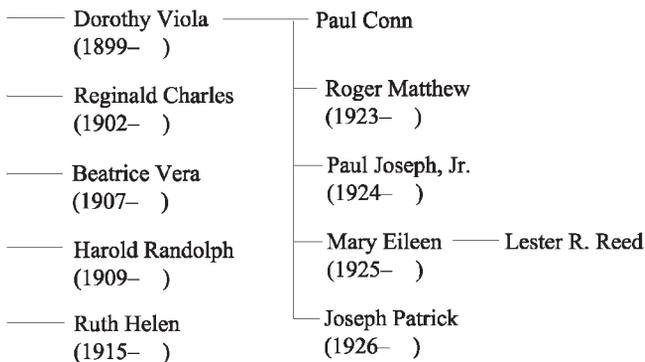 Dorothy Viola
(1899– )
Reginald Charles
(1902– )
Beatrice Vera
(1907– )
Harold Randolph
(1909– )
Ruth Helen
(1915– )
Paul Conn
Roger Matthew
(1923– )
Paul Joseph, Jr.
(1924– )
Mary Eileen
(1925– )
Joseph Patrick
(1926– )
Lester R. Reed